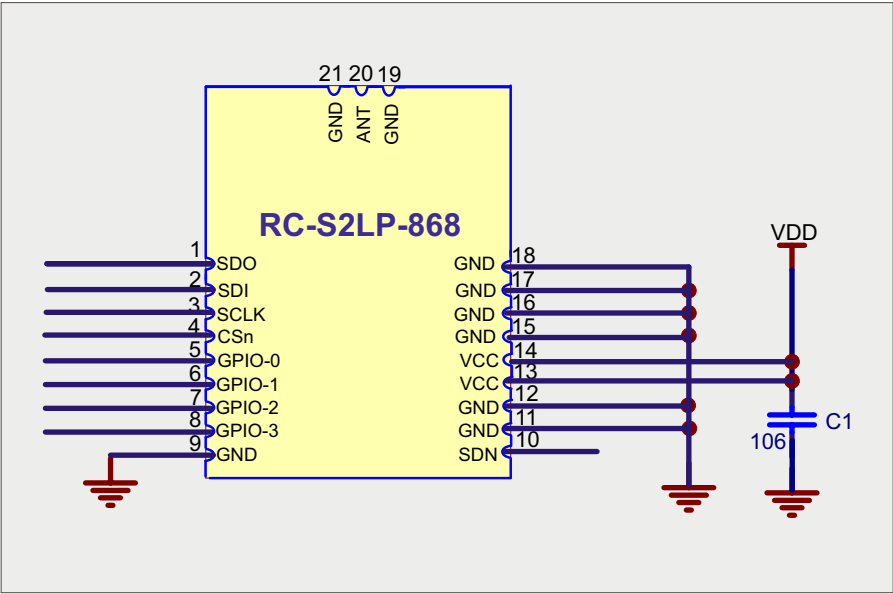 21 20 19
GND ANT GND
RC-S2LP-868
VDD
1 SDO GND 18
2 SDI GND 17
3 SCLK GND 16
4 CSn GND 15
5 GPIO-0 VCC 14
6 GPIO-1 VCC 13
7 GPIO-2 GND 12
8 GPIO-3 GND 11
9 GND SDN 10
C1
106